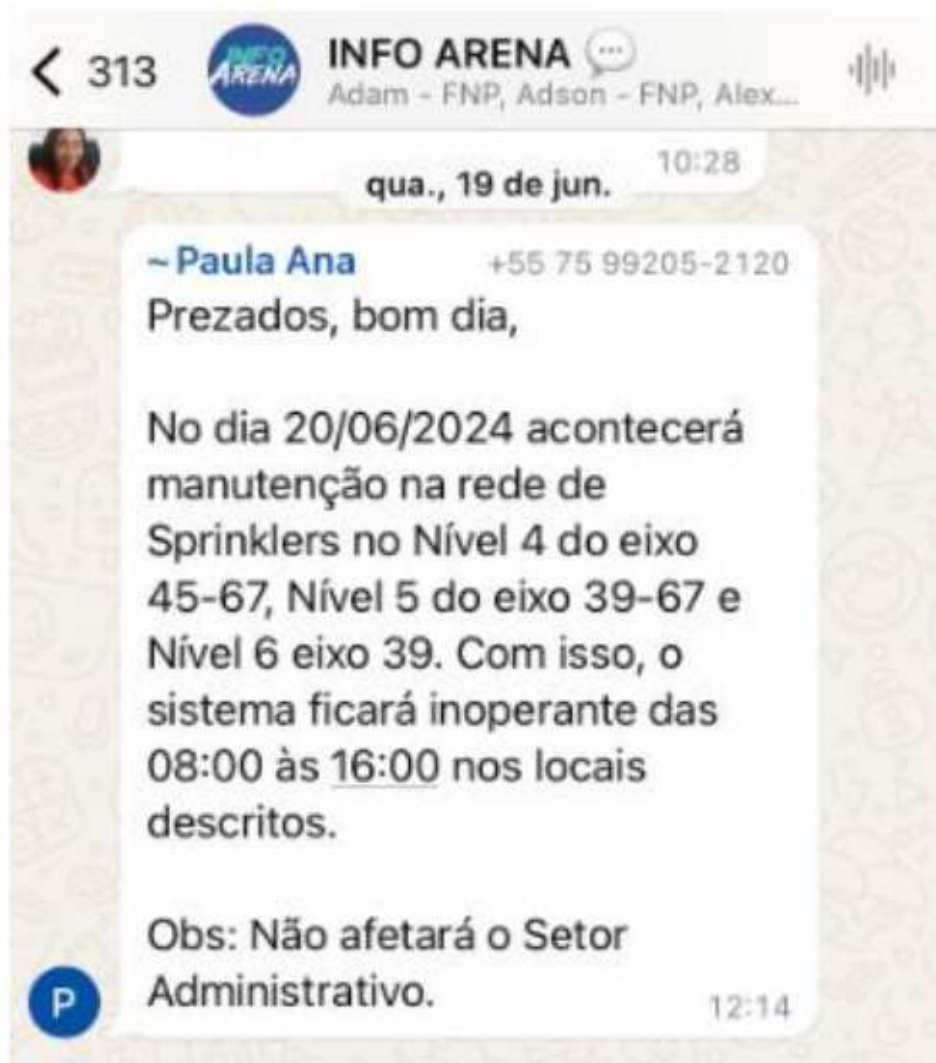 313
INFO ARENA
INFO ARENA
Adam - FNP, Adson - FNP, Alex...
10:28
qua., 19 de jun.
~Paula Ana +55 75 99205-2120
Prezados, bom dia,
No dia 20/06/2024 acontecerá
manutenção na rede de
Sprinklers no Nível 4 do eixo
45-67, Nível 5 do eixo 39-67 e
Nível 6 eixo 39. Com isso, o
sistema ficará inoperante das
08:00 às 16:00 nos locais
descritos.
Obs: Não afetará o Setor
Administrativo.
12:14
P